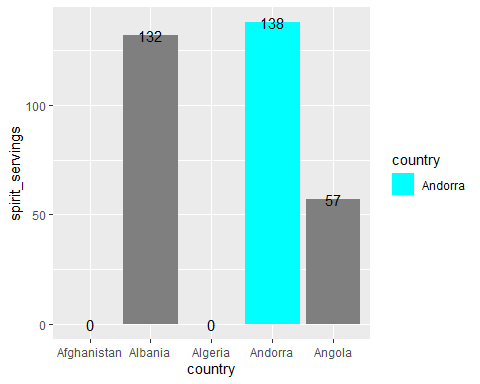 138
132
country
Andorra
100
spirit_servings
57
50
0
0
0
Afghanistan Albania Algeria Andorra Angola
country